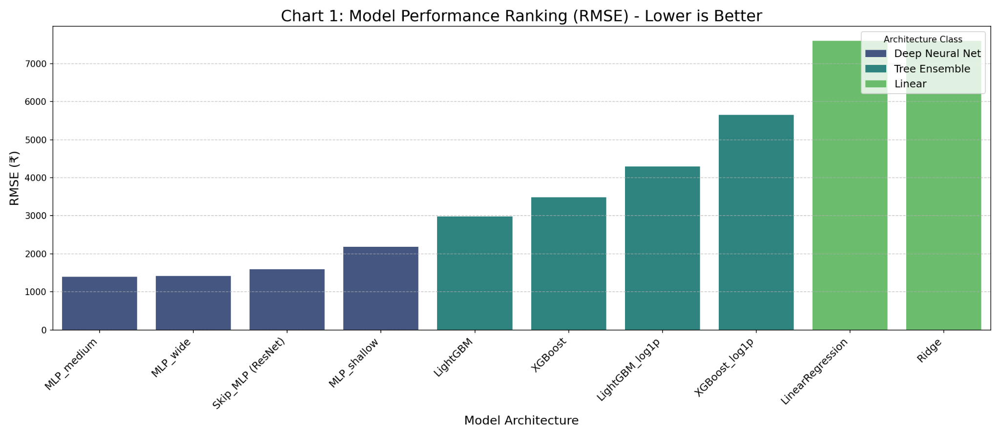 Chart 1: Model Performance Ranking (RMSE) - Lower is Better
Architecture Class
Deep Neural Net
Tree Ensemble
Linear
RMSE (₹)
7000
6000
5000
4000
3000
2000
1000
0
MLP_medium
MLP_wide
Skip_MLP (ResNet)
MLP_shallow
LightGBM
XGBoost
LightGBM_log1p
XGBoost_log1p
LinearRegression
Ridge
Model Architecture